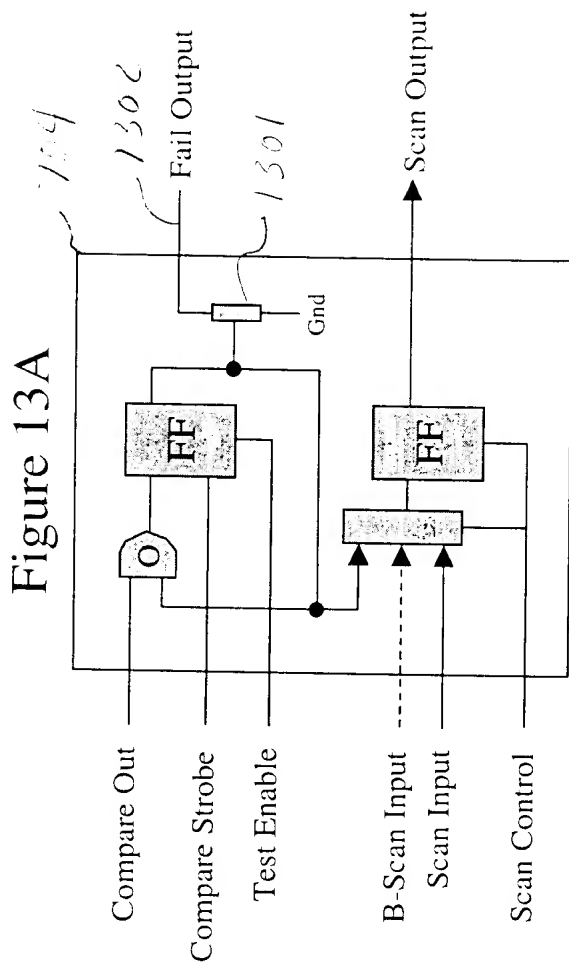 Figure 13A
1302
Fail Output
1301
Compare Out
O
FF
Gnd
Compare Strobe
Test Enable
B-Scan Input
Scan Input
FF
Scan Output
Scan Control